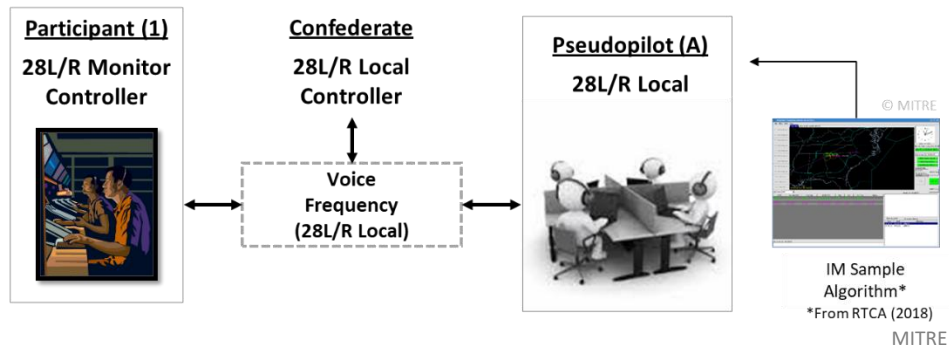 Participant (1)
28L/R Monitor
Controller
Confederate
28L/R Local
Controller
Voice
Frequency
(28L/R Local)
Pseudopilot (A)
28L/R Local
© MITRE
IM Sample
Algorithm*
*From RTCA (2018)
MITRE